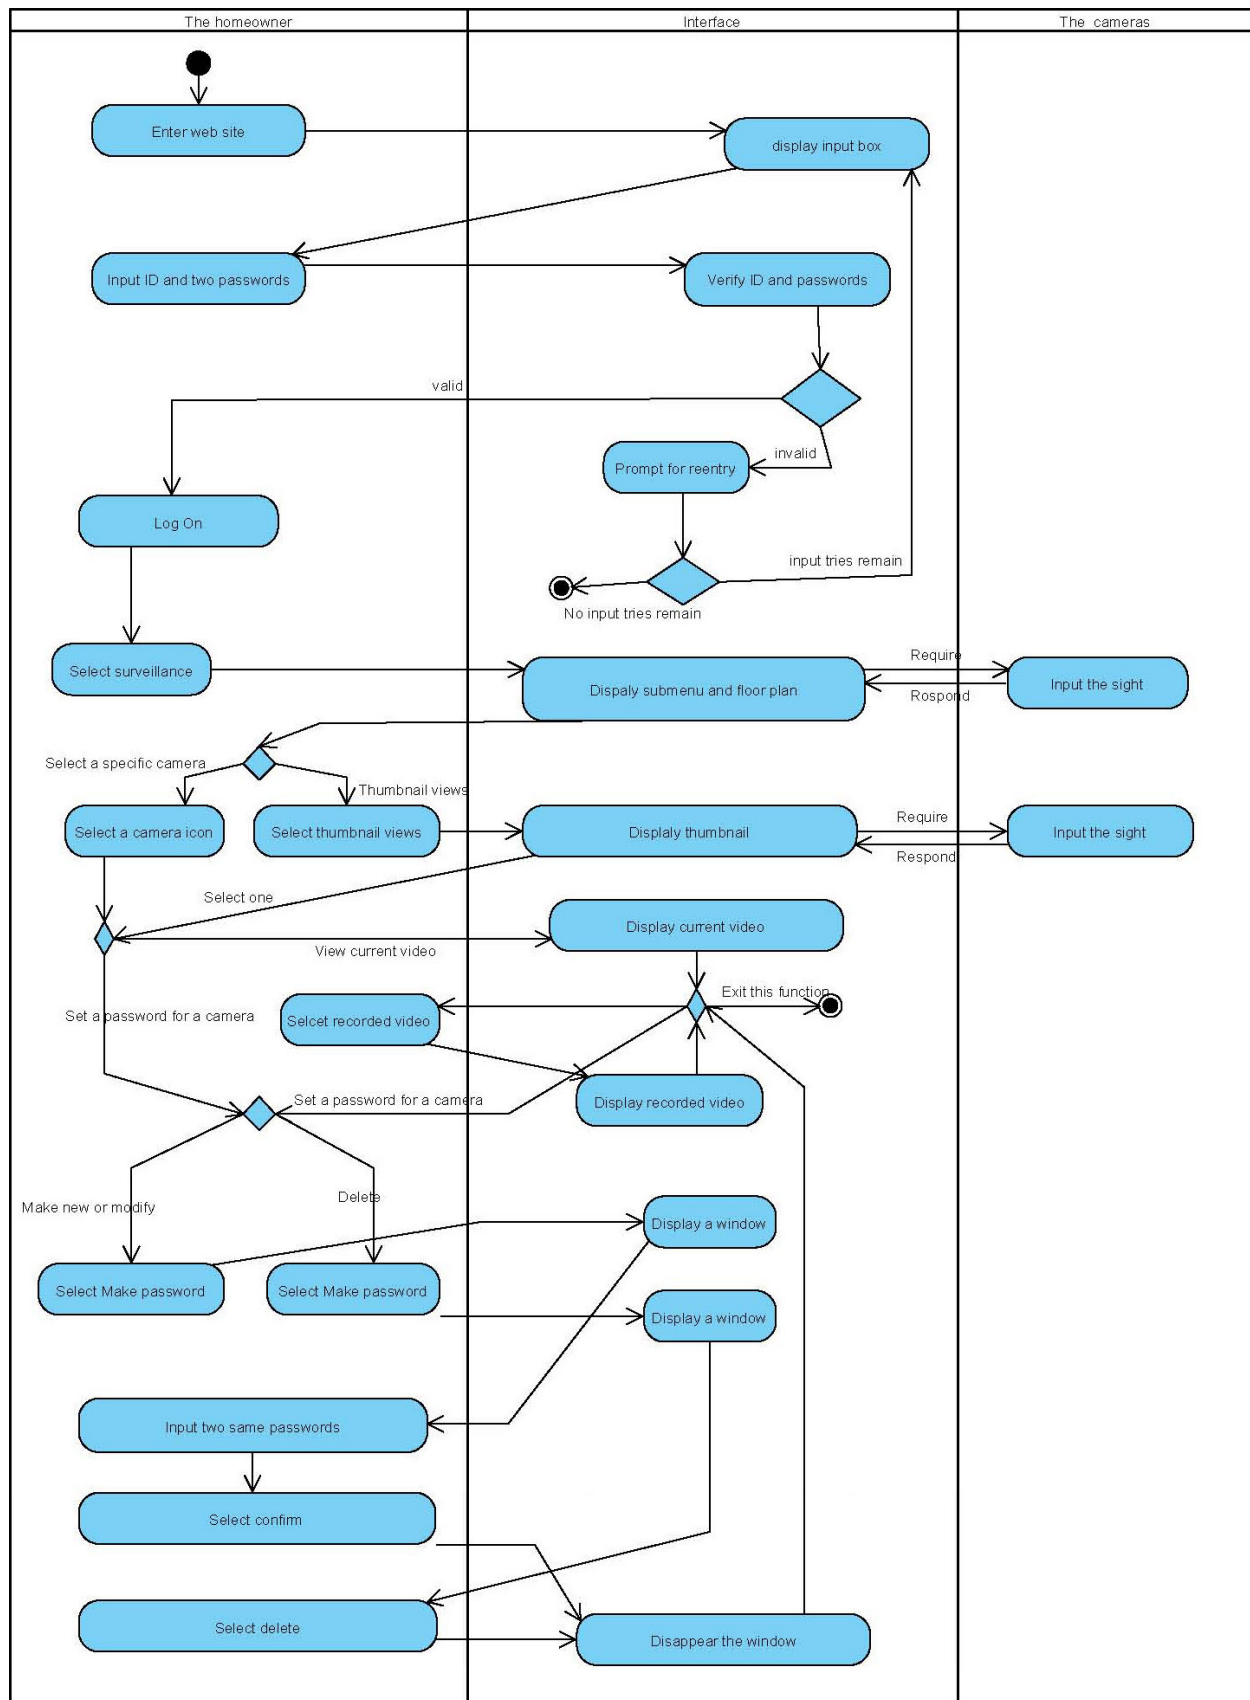 The homeowner
Interface
The cameras
Enter web site
display input box
Input ID and two passwords
Verify ID and passwords
valid
invalid
Prompt for reentry
Log On
input tries remain
No input tries remain
Select surveillance
Dispaly submenu and floor plan
Require
Rospond
Input the sight
Select a specific camera
Thumbnail views
Select a camera icon
Select thumbnail views
Displaly thumbnail
Require
Respond
Input the sight
Select one
Display current video
View current video
Exit this function
Set a password for a camera
Selcet recorded video
Display recorded video
Set a password for a camera
Make new or modify
Delete
Display a window
Select Make password
Select Make password
Display a window
Input two same passwords
Select confirm
Select delete
Disappear the window